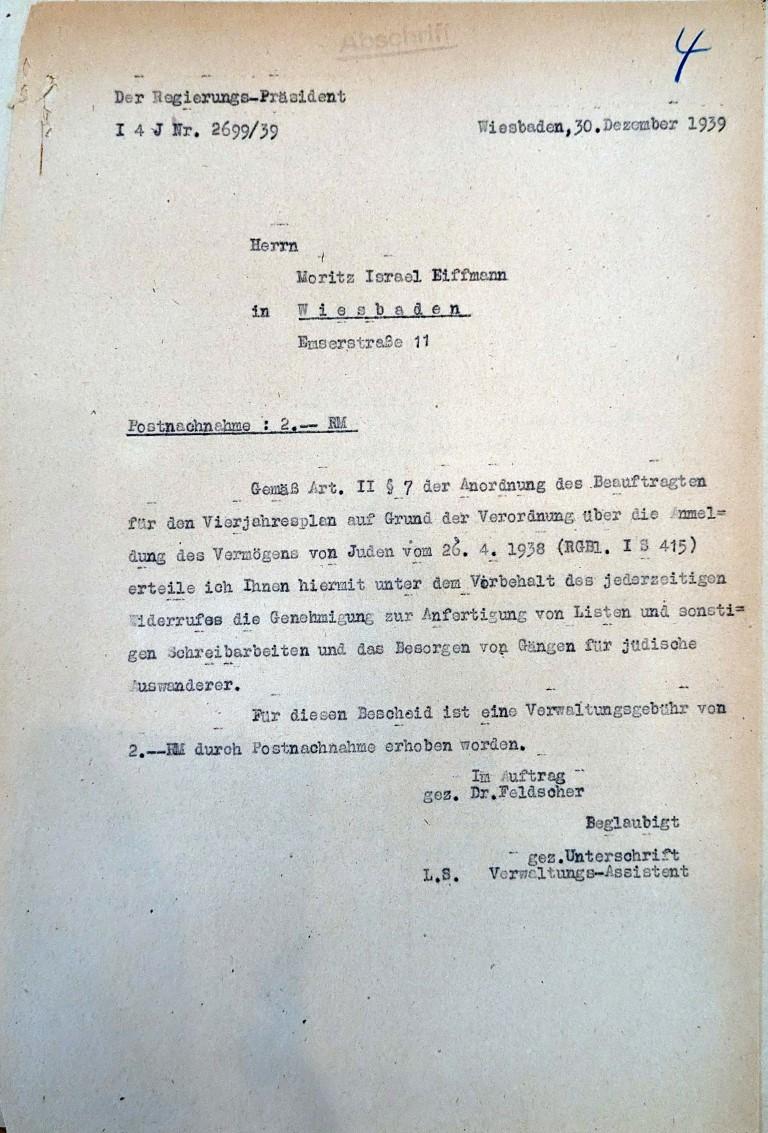 Abschrift
4
Der Regierungs-Präsident
I 4 J Nr. 2699/39 Wiesbaden, 30. Dezember 1939
Herrn
Moritz Israel Eiffmann
in W i e s b a d e n
Emserstraße 11
Postnachnahme : 2.-- RM
Gemäß Art. II § 7 der Anordnung des Beauftragten
für den Vierjahresplan auf Grund der Verordnung über die Anmel=
dung des Vermögens von Juden vom 26. 4. 1938 (RGBl. I S 415)
erteile ich Ihnen hiermit unter dem Vorbehalt des jederzeitigen
Widerrufes die Genehmigung zur Anfertigung von Listen und sonsti=
gen Schreibarbeiten und das Besorgen von Gängen für jüdische
Auswanderer.
Für diesen Bescheid ist eine Verwaltungsgebühr von
2.--RM durch Postnachnahme erhoben worden.
Im Auftrag
gez. Dr.Feldscher
Beglaubigt
gez.Unterschrift
L.S. Verwaltungs-Assistent